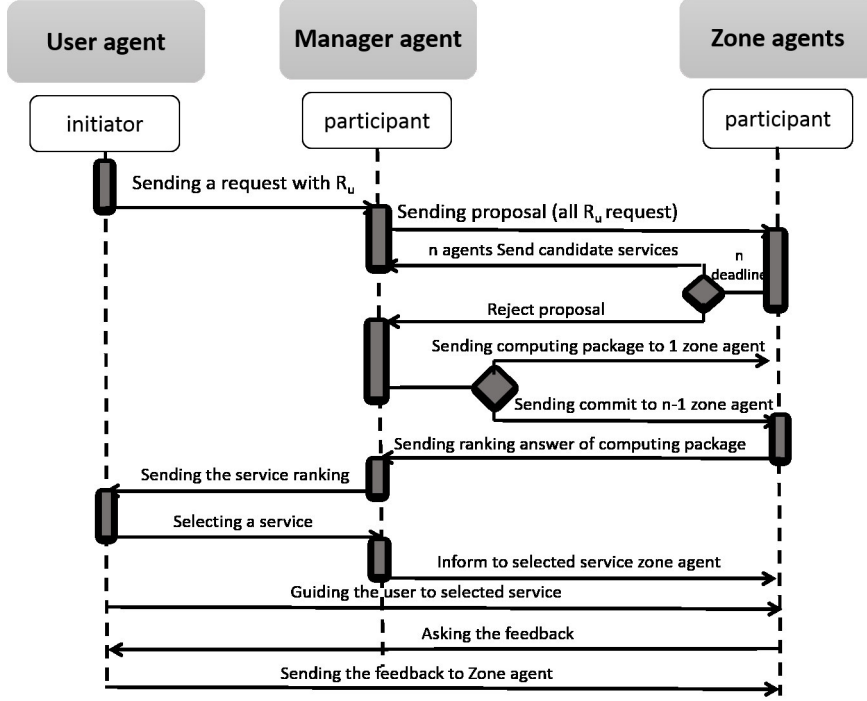 User agent
Manager agent
Zone agents
initiator
participant
participant
Sending a request with Ru
Sending proposal (all Ru request)
n agents Send candidate services
n
deadline
Reject proposal
Sending computing package to 1 zone agent
Sending commit to n-1 zone agent
Sending ranking answer of computing package
Sending the service ranking
Selecting a service
Inform to selected service zone agent
Guiding the user to selected service
Asking the feedback
Sending the feedback to Zone agent